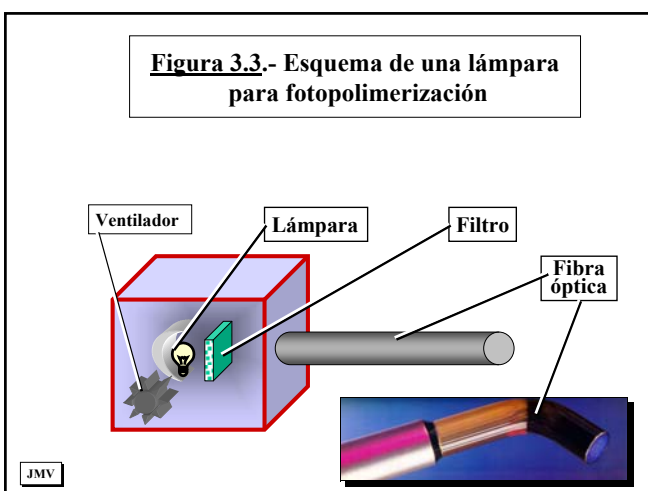 Figura 3.3.- Esquema de una lámpara
para fotopolimerización
Ventilador
Lámpara
Filtro
Fibra
óptica
JMV